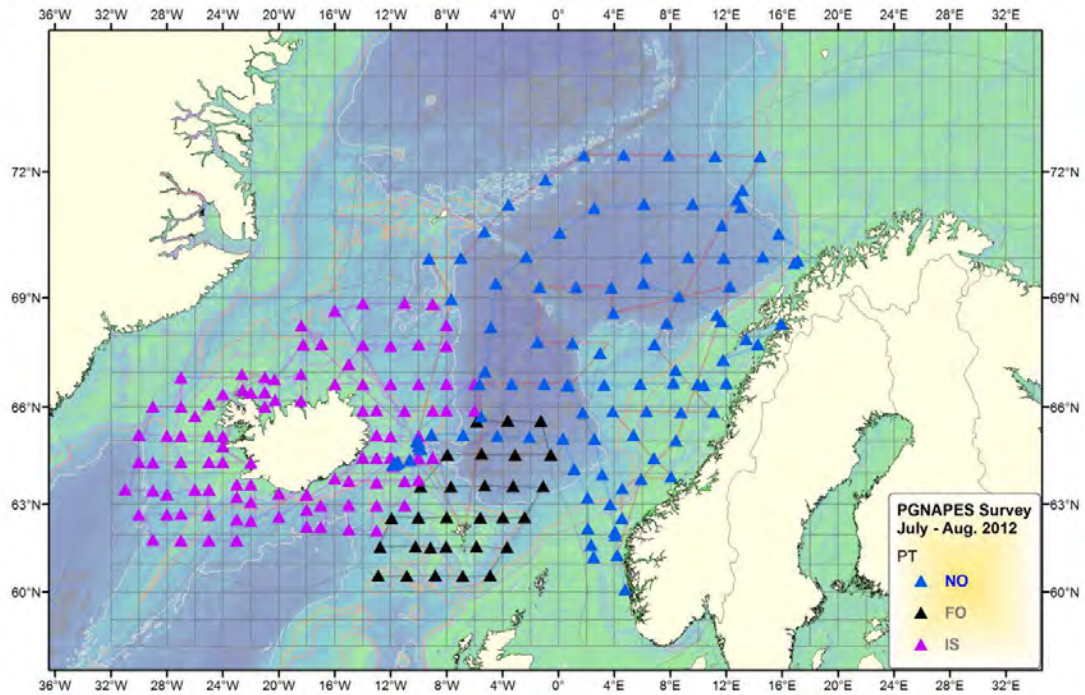 36°W 32°W 28°W 24°W 20°W 16°W 12°W 8°W 4°W 0° 4°E 8°E 12°E 16°E 20°E 24°E 28°E 32°E
72°N 72°N
69°N 69°N
66°N 66°N
63°N 63°N
60°N 60°N
PGNAPES Survey
July - Aug. 2012
PT
NO
FO
IS
36°W 32°W 28°W 24°W 20°W 16°W 12°W 8°W 4°W 0° 4°E 8°E 12°E 16°E 20°E 24°E 28°E 32°E